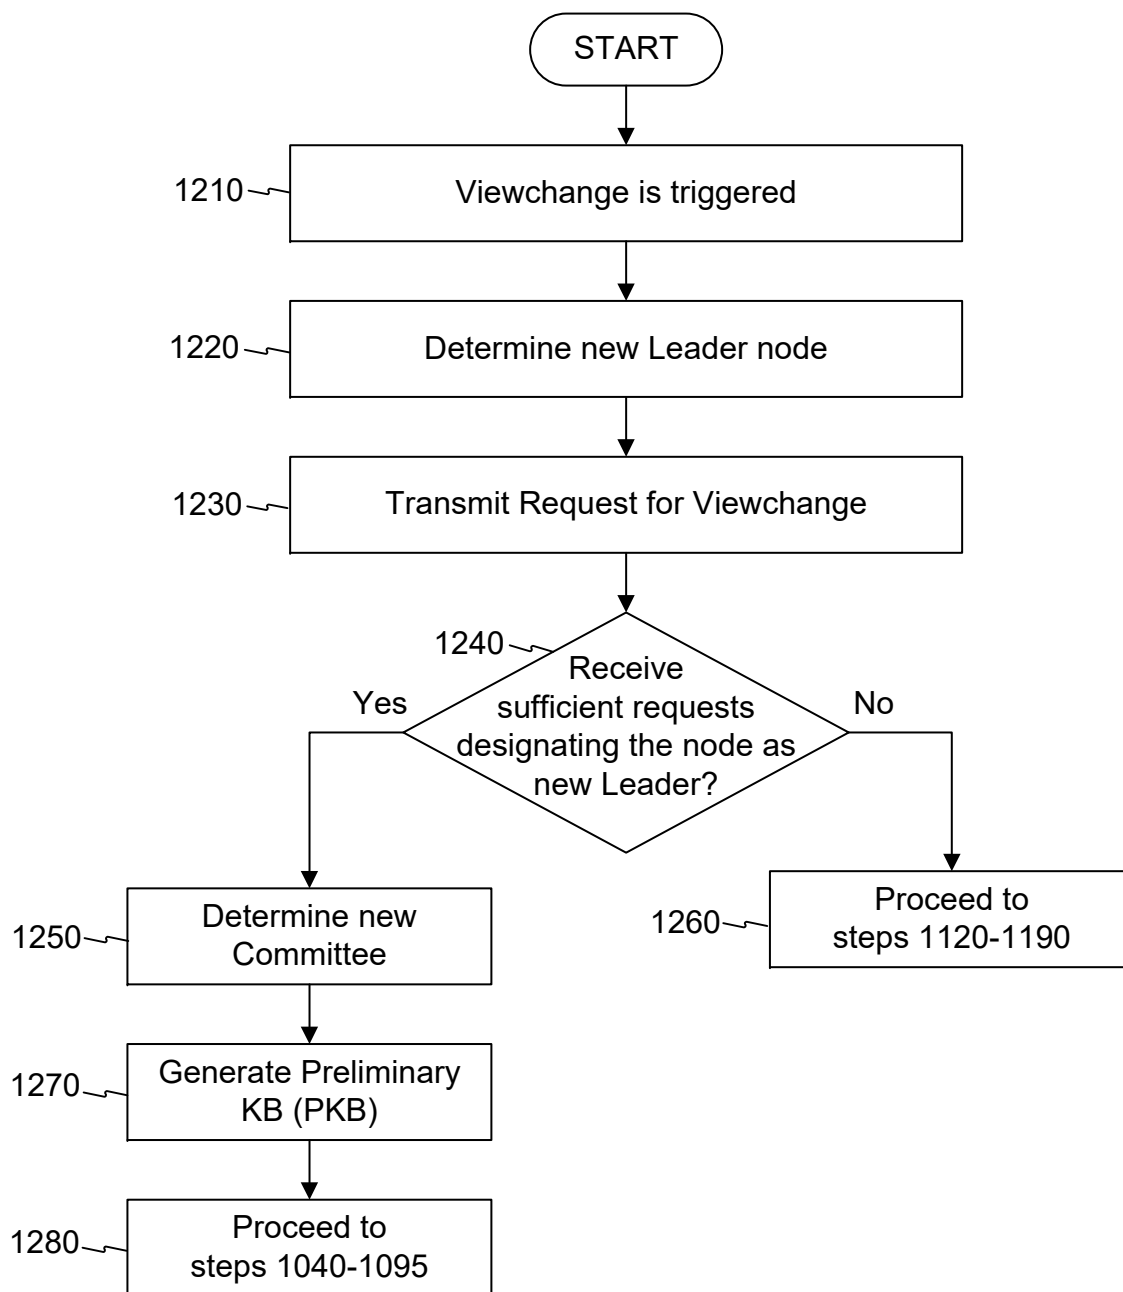 START
1210
Viewchange is triggered
1220
Determine new Leader node
1230
Transmit Request for Viewchange
1240
Receive
sufficient requests
designating the node as
new Leader?
Yes
No
1250
Determine new
Committee
1260
Proceed to
steps 1120-1190
1270
Generate Preliminary
KB (PKB)
1280
Proceed to
steps 1040-1095